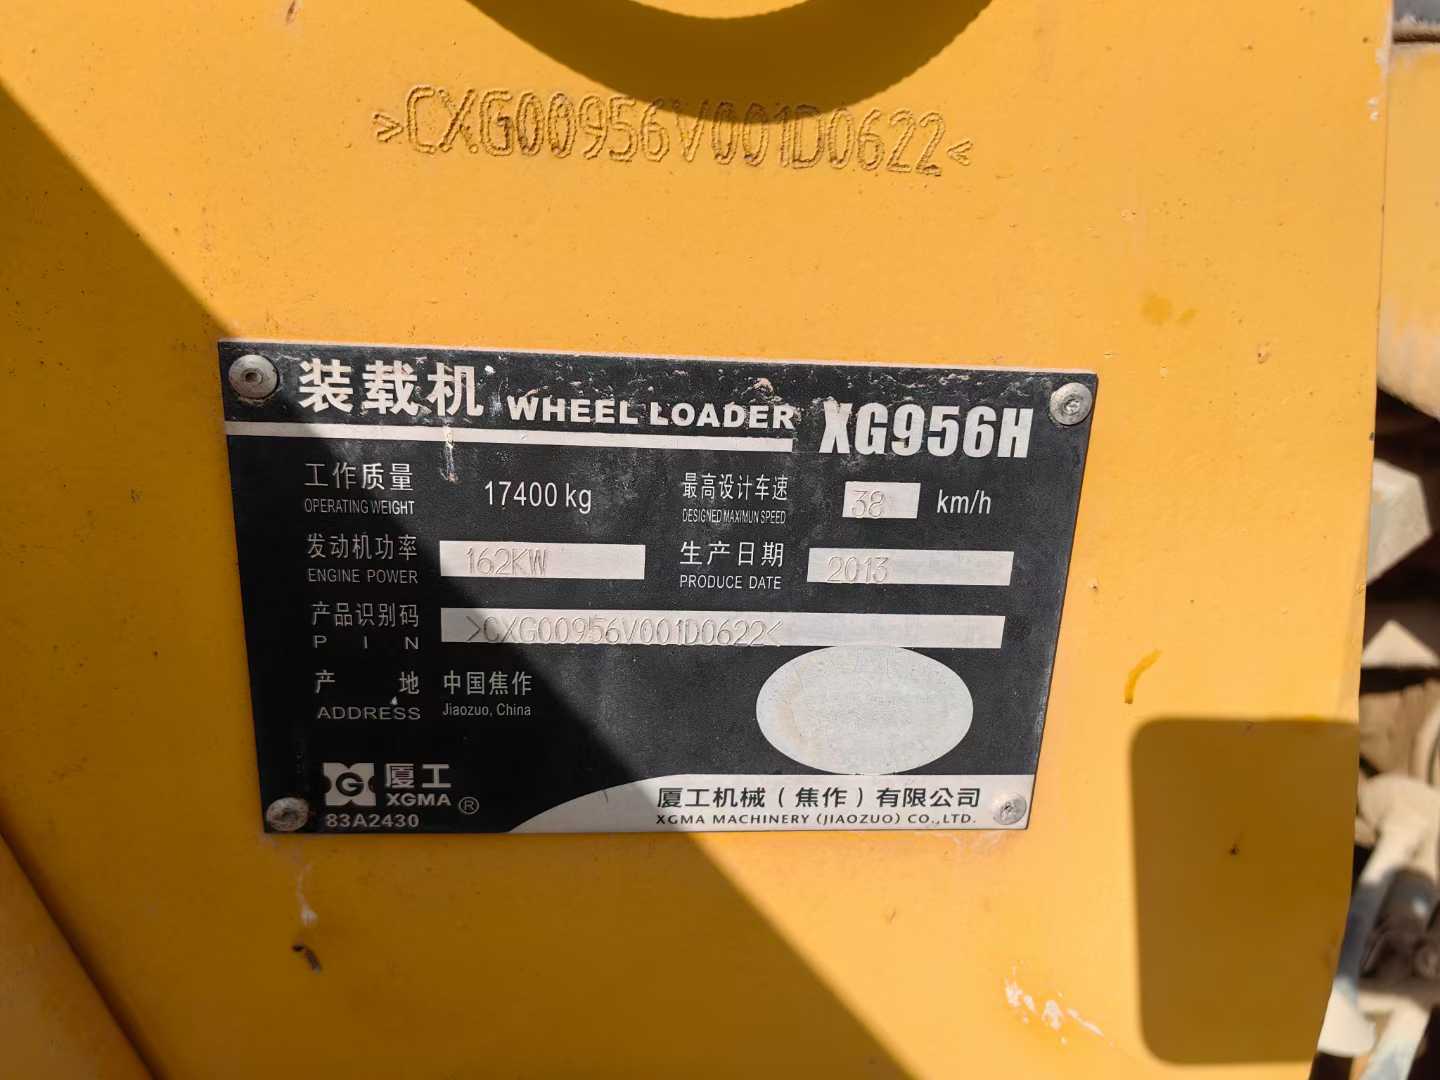 >CXG00956V001D0622<
装载机 WHEEL LOADER XG956H
工作质量 17400 kg 最高设计车速 38 km/h
OPERATING WEIGHT DESIGNED MAXIMUN SPEED
发动机功率 162KW 生产日期 2013
ENGINE POWER PRODUCE DATE
产品识别码 >CXG00956V001D0622<
PIN
产地 中国焦作
ADDRESS Jiaozuo, China
G 厦工
XGMA ®
83A2430
厦工机械（焦作）有限公司
XGMA MACHINERY (JIAOZUO) CO.,LTD.